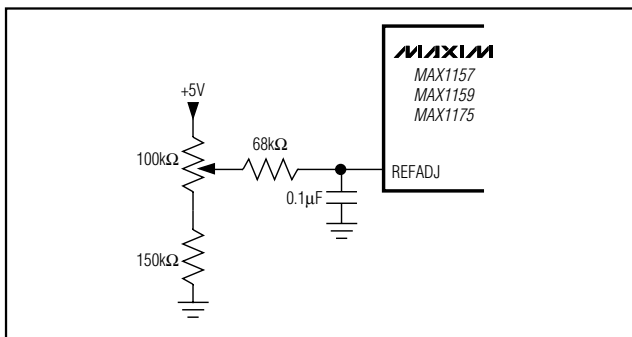 MAXIM
MAX1157
MAX1159
MAX1175
+5V
100kΩ
68kΩ
REFADJ
0.1μF
150kΩ